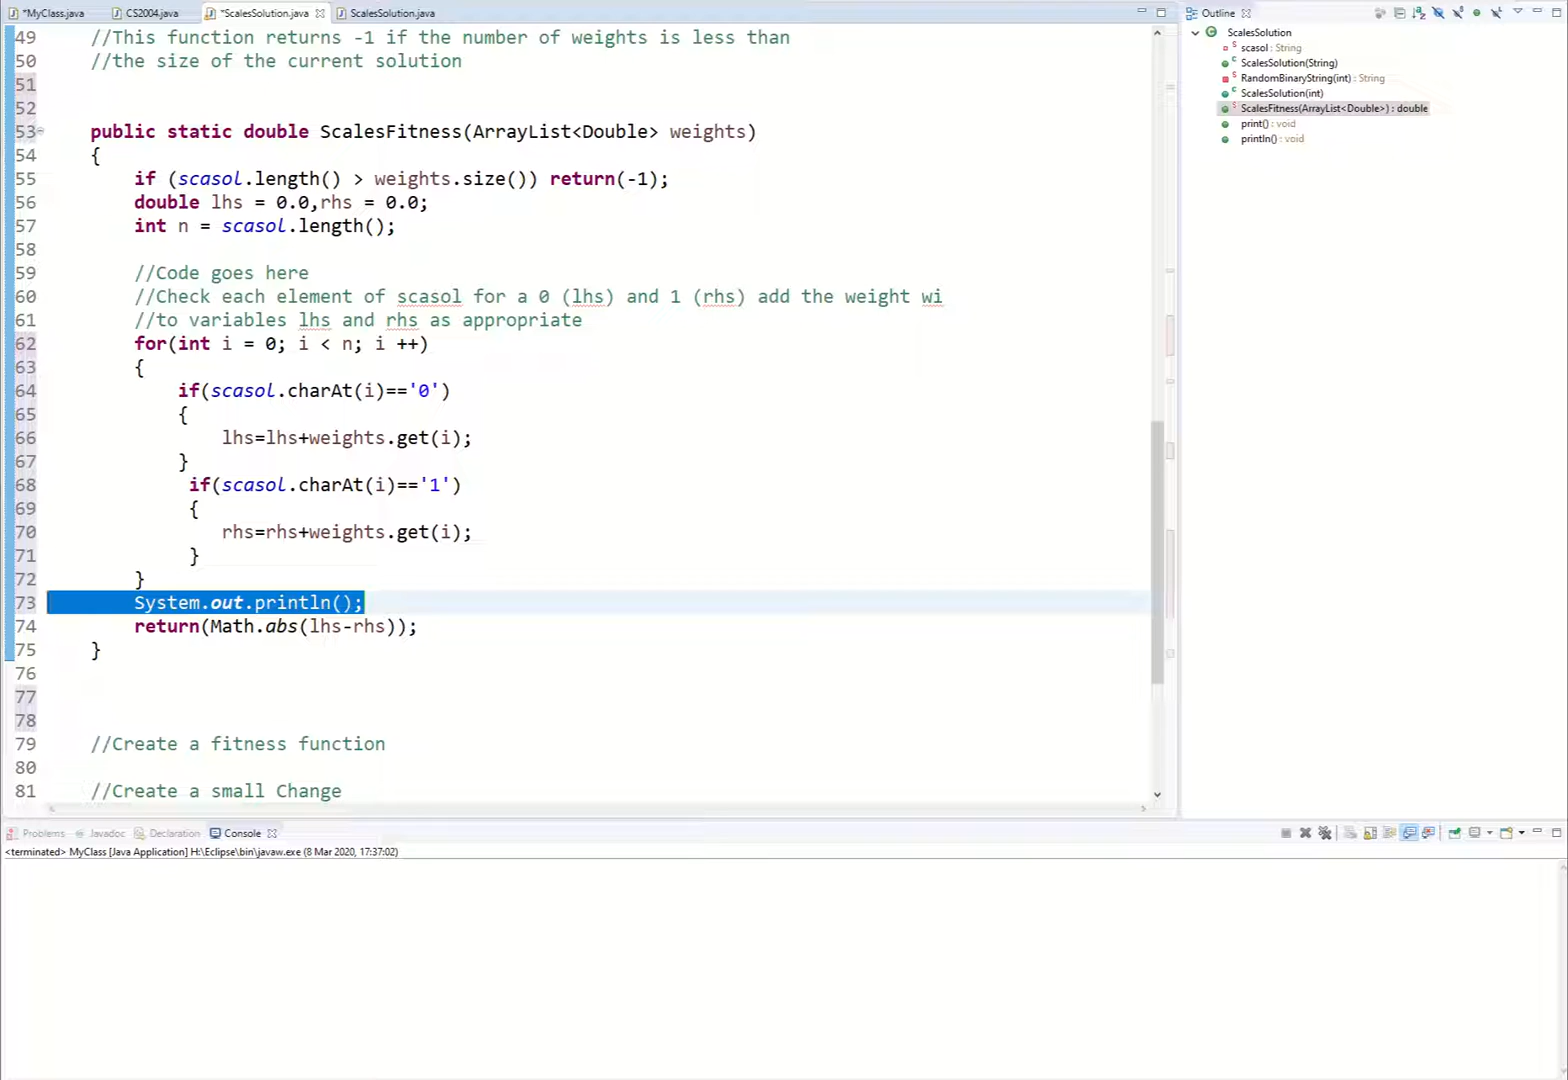 *MyClass.java CS2004.java *ScalesSolution.java ScalesSolution.java
49 //This function returns -1 if the number of weights is less than
50 //the size of the current solution
51
52
53 public static double ScalesFitness(ArrayList<Double> weights)
54 {
55 if (scasol.length() > weights.size()) return(-1);
56 double lhs = 0.0,rhs = 0.0;
57 int n = scasol.length();
58
59 //Code goes here
60 //Check each element of scasol for a 0 (lhs) and 1 (rhs) add the weight wi
61 //to variables lhs and rhs as appropriate
62 for(int i = 0; i < n; i ++)
63 {
64 if(scasol.charAt(i)=='0')
65 {
66 lhs=lhs+weights.get(i);
67 }
68 if(scasol.charAt(i)=='1')
69 {
70 rhs=rhs+weights.get(i);
71 }
72 }
73 System.out.println();
74 return(Math.abs(lhs-rhs));
75 }
76
77
78
79 //Create a fitness function
80
81 //Create a small Change
Outline
ScalesSolution
scasol : String
ScalesSolution(String)
RandomBinaryString(int) : String
ScalesSolution(int)
ScalesFitness(ArrayList<Double>) : double
print() : void
println() : void
Problems Javadoc Declaration Console
<terminated> MyClass [Java Application] H:\Eclipse\bin\javaw.exe (8 Mar 2020, 17:37:02)